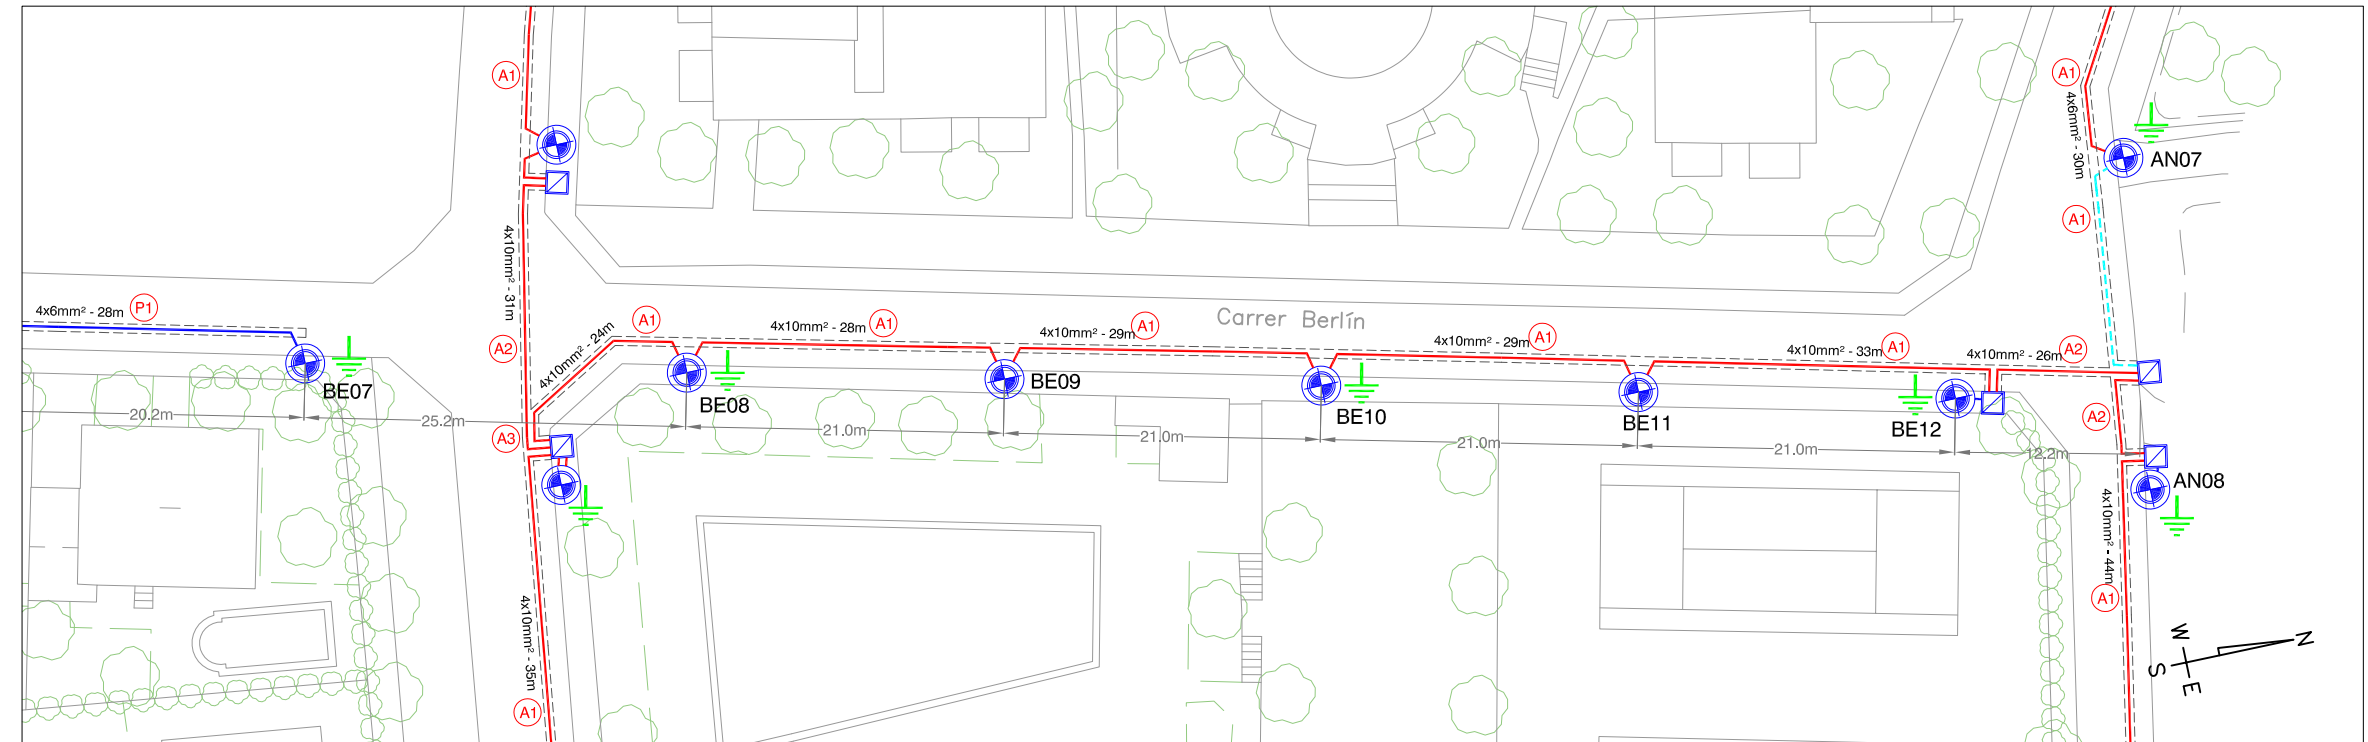 A1
A1
4x6mm² - 30m
AN07
A1
4x10mm² - 31m
4x6mm² - 28m
P1
A1
4x10mm² - 28m
A1
4x10mm² - 29m
A1
Carrer Berlín
4x10mm² - 29m
A1
4x10mm² - 33m
A1
4x10mm² - 26m
A2
A2
4x10mm² - 24m
BE07
BE08
BE09
BE10
BE11
BE12
A2
20.2m
25.2m
A3
21.0m
21.0m
21.0m
21.0m
12.2m
AN08
4x10mm² - 44m
A1
4x10mm² - 35m
A1
N
W
S
E